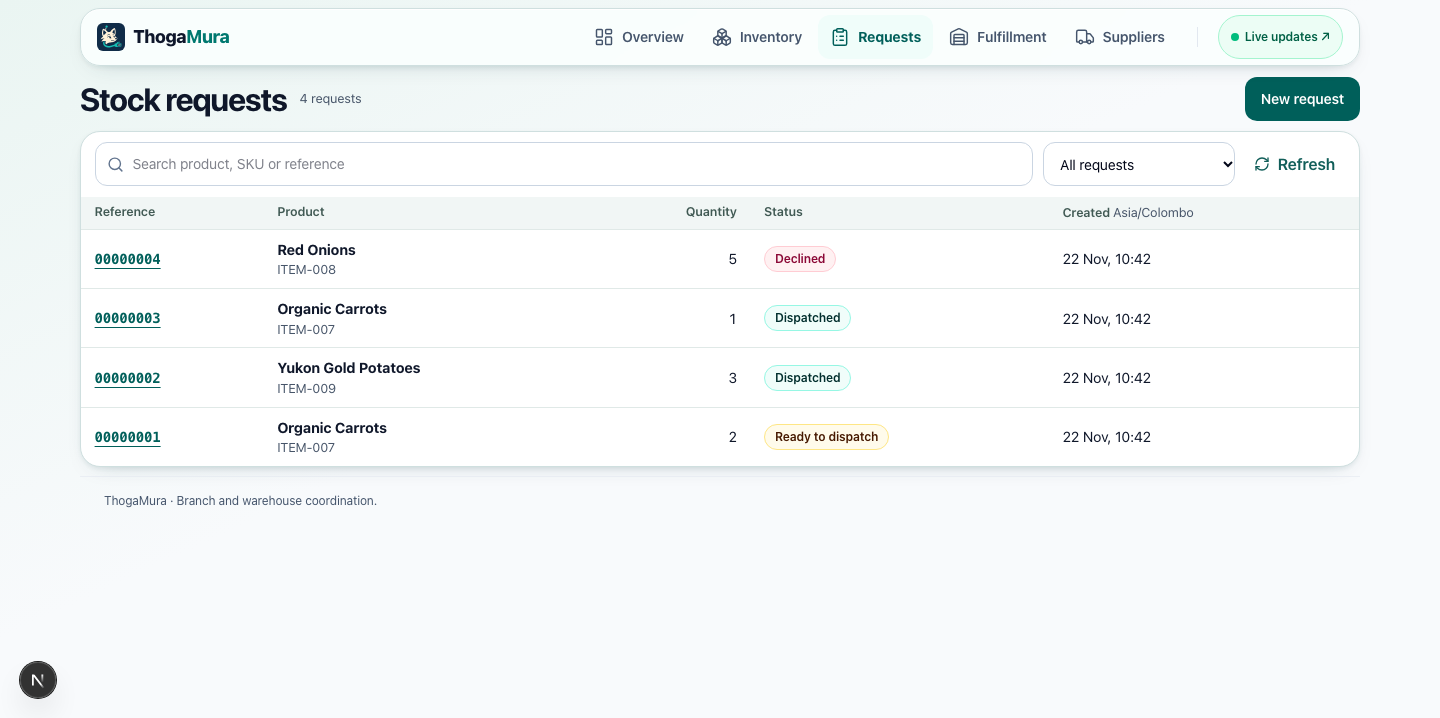 ThogaMura
Overview
Inventory
Requests
Fulfillment
Suppliers
Live updates ↗
Stock requests
4 requests
New request
Search product, SKU or reference
All requests
Refresh
Reference Product Quantity Status Created Asia/Colombo
00000004 Red Onions 5 Declined 22 Nov, 10:42
ITEM-008
00000003 Organic Carrots 1 Dispatched 22 Nov, 10:42
ITEM-007
00000002 Yukon Gold Potatoes 3 Dispatched 22 Nov, 10:42
ITEM-009
00000001 Organic Carrots 2 Ready to dispatch 22 Nov, 10:42
ITEM-007
ThogaMura · Branch and warehouse coordination.
N